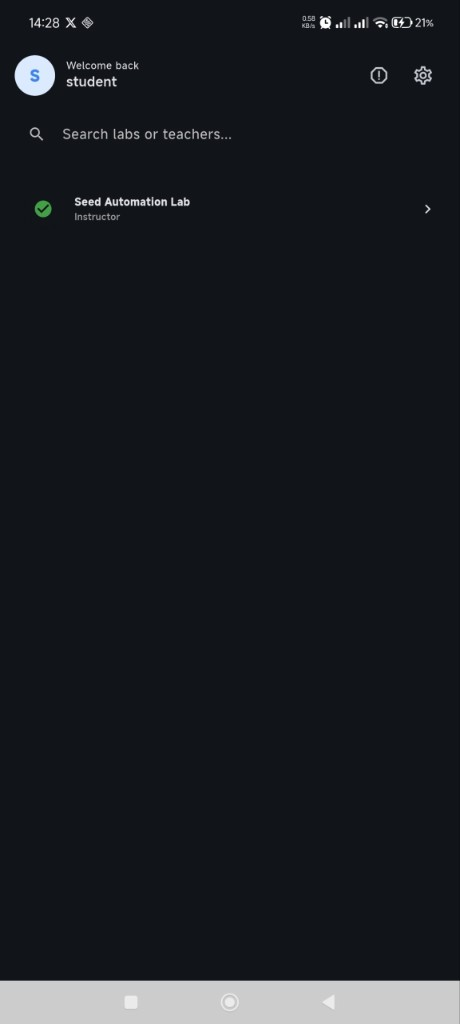 14:28
0.58
KB/s
21%
S
Welcome back
student
Search labs or teachers...
Seed Automation Lab
Instructor